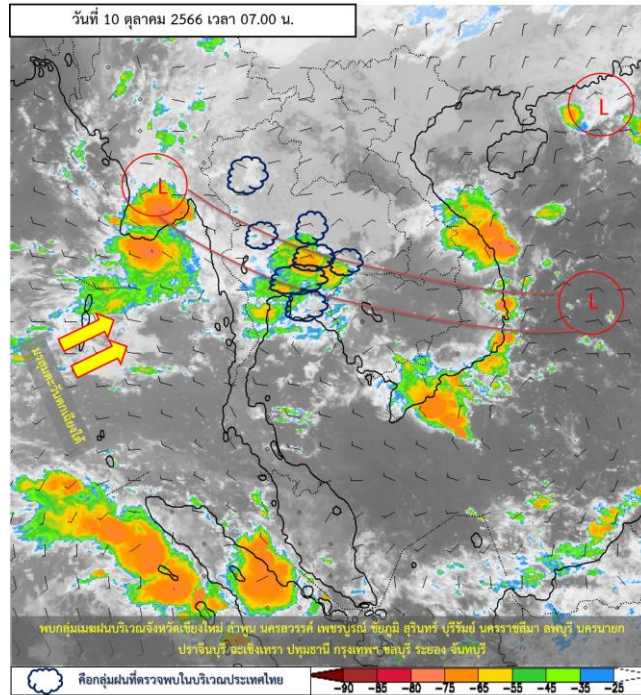 วันที่ 10 ตุลาคม 2566 เวลา 07.00 น.
L
L
L
มรสุมตะวันตกเฉียงใต้
พบกลุ่มเมฆฝนบริเวณจังหวัดเชียงใหม่ ลำพูน นครสวรรค์ เพชรบูรณ์ ชัยภูมิ สุรินทร์ บุรีรัมย์ นครราชสีมา ลพบุรี นครนายก
ปราจีนบุรี ฉะเชิงเทรา ปทุมธานี กรุงเทพฯ ชลบุรี ระยอง จันทบุรี
คือกลุ่มฝนที่ตรวจพบในบริเวณประเทศไทย
-90 -85 -80 -75 -65 -55 -45 -35 -25